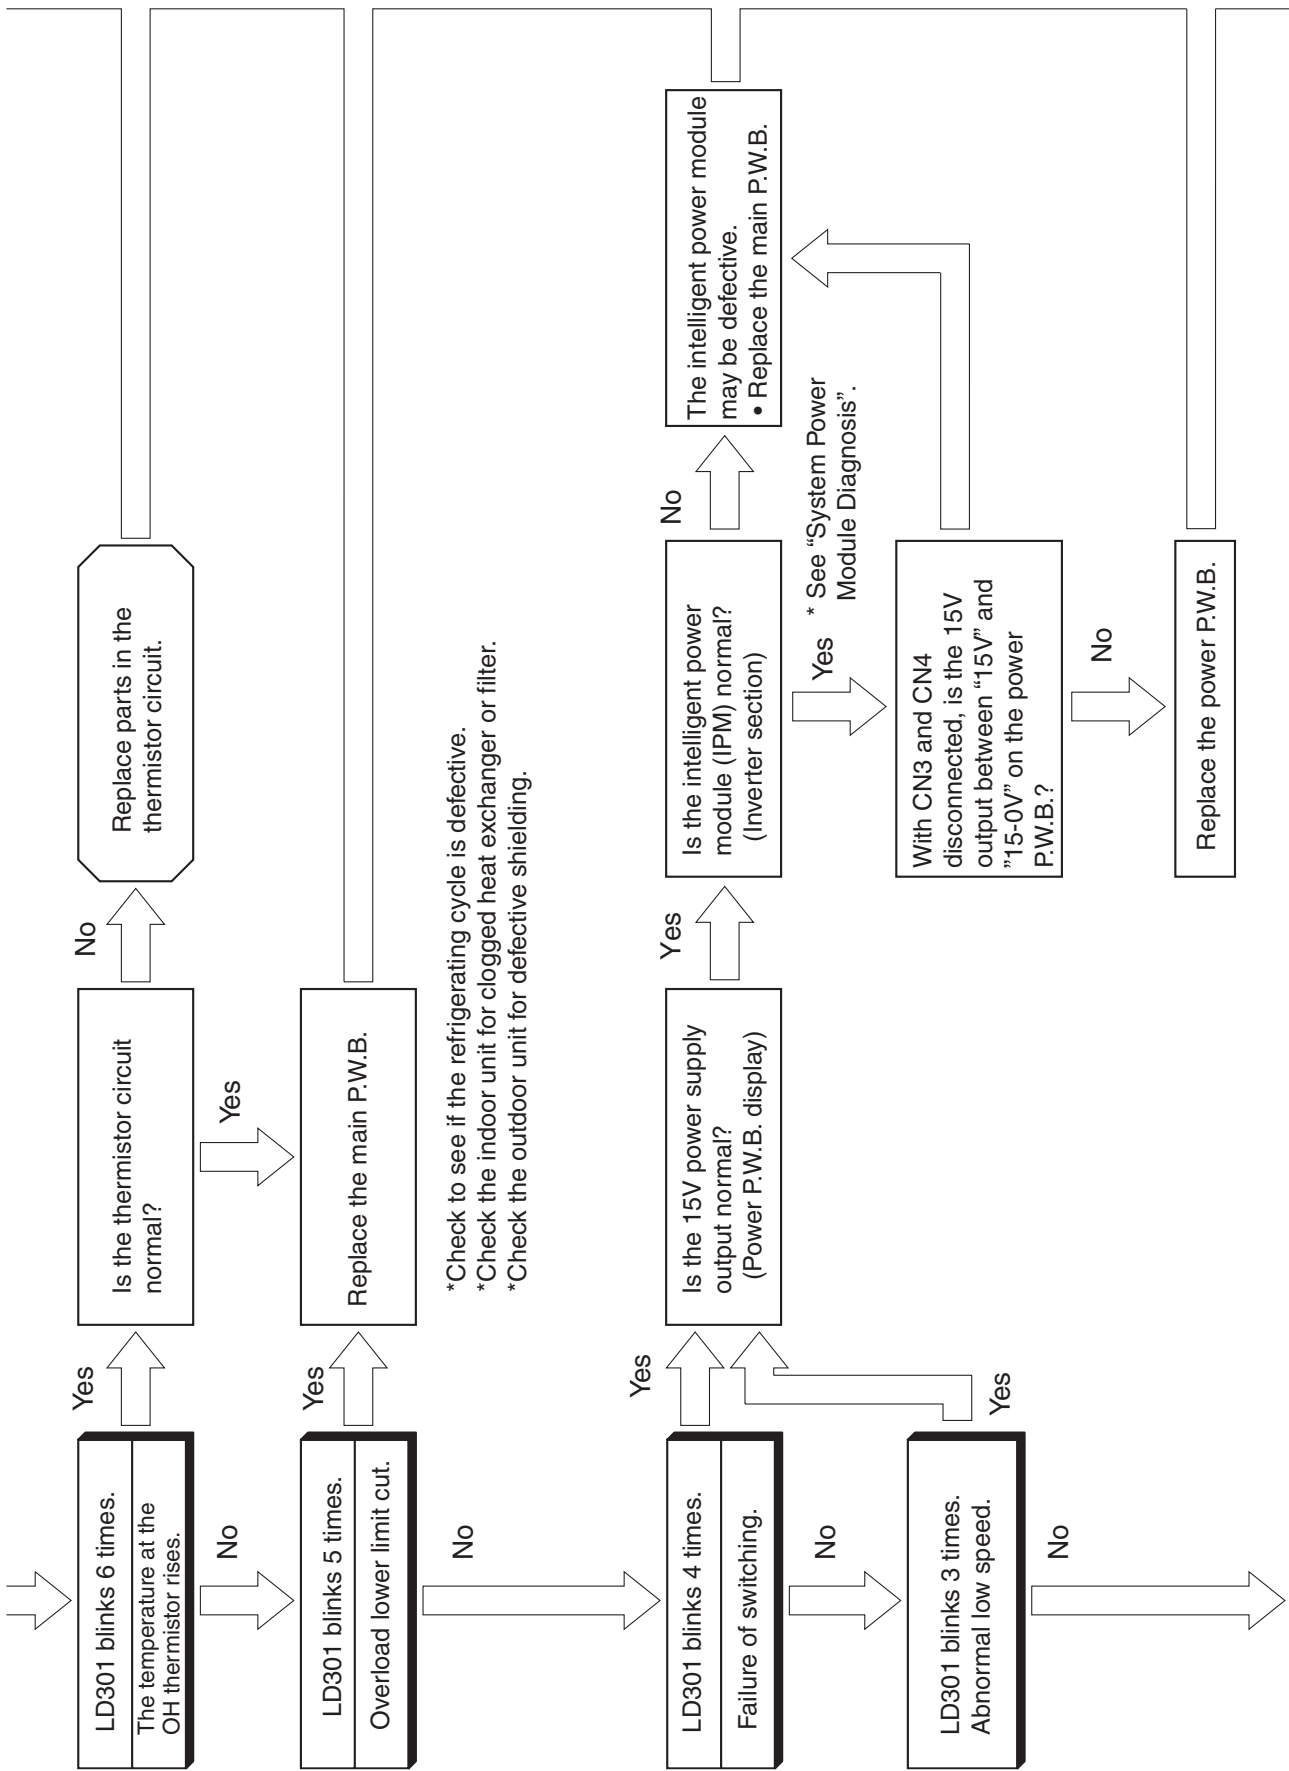 LD301 blinks 6 times.
The temperature at the
OH thermistor rises.
Yes
Is the thermistor circuit
normal?
No
Replace parts in the
thermistor circuit.
No
Yes
LD301 blinks 5 times.
Overload lower limit cut.
Yes
Replace the main P.W.B.
*Check to see if the refrigerating cycle is defective.
*Check the indoor unit for clogged heat exchanger or filter.
*Check the outdoor unit for defective shielding.
No
LD301 blinks 4 times.
Failure of switching.
Yes
Is the 15V power supply
output normal?
(Power P.W.B. display)
Yes
Is the intelligent power
module (IPM) normal?
(Inverter section)
No
The intelligent power module
may be defective.
• Replace the main P.W.B.
No
Yes
* See “System Power
Module Diagnosis”.
LD301 blinks 3 times.
Abnormal low speed.
Yes
With CN3 and CN4
disconnected, is the 15V
output between “15V” and
”15-0V” on the power
P.W.B.?
No
No
Replace the power P.W.B.